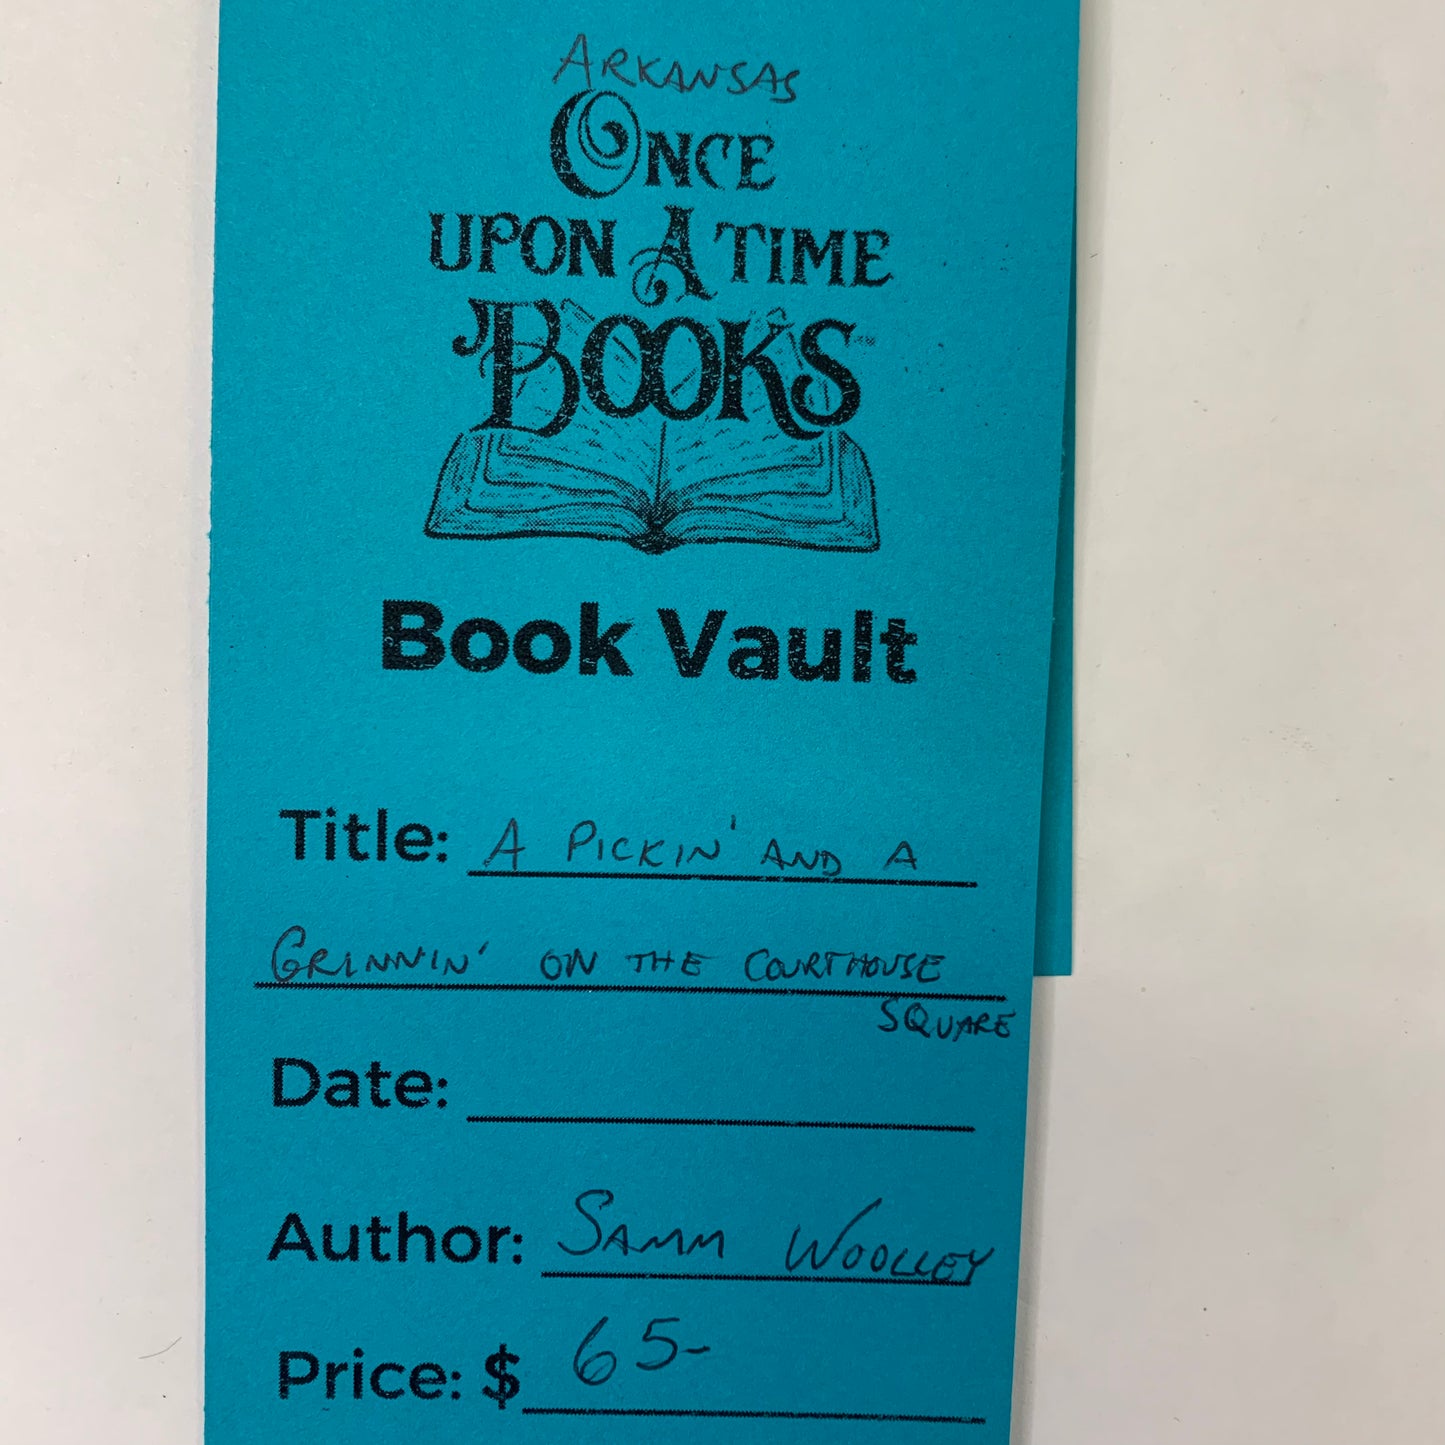 ARKANSAS
ONCE
UPON A TIME
BOOKS
Book Vault
Title: A PICKIN' AND A
GRINNIN' ON THE COURTHOUSE
SQUARE
Date:
Author: SAMM WOOLLEY
Price: $ 65-